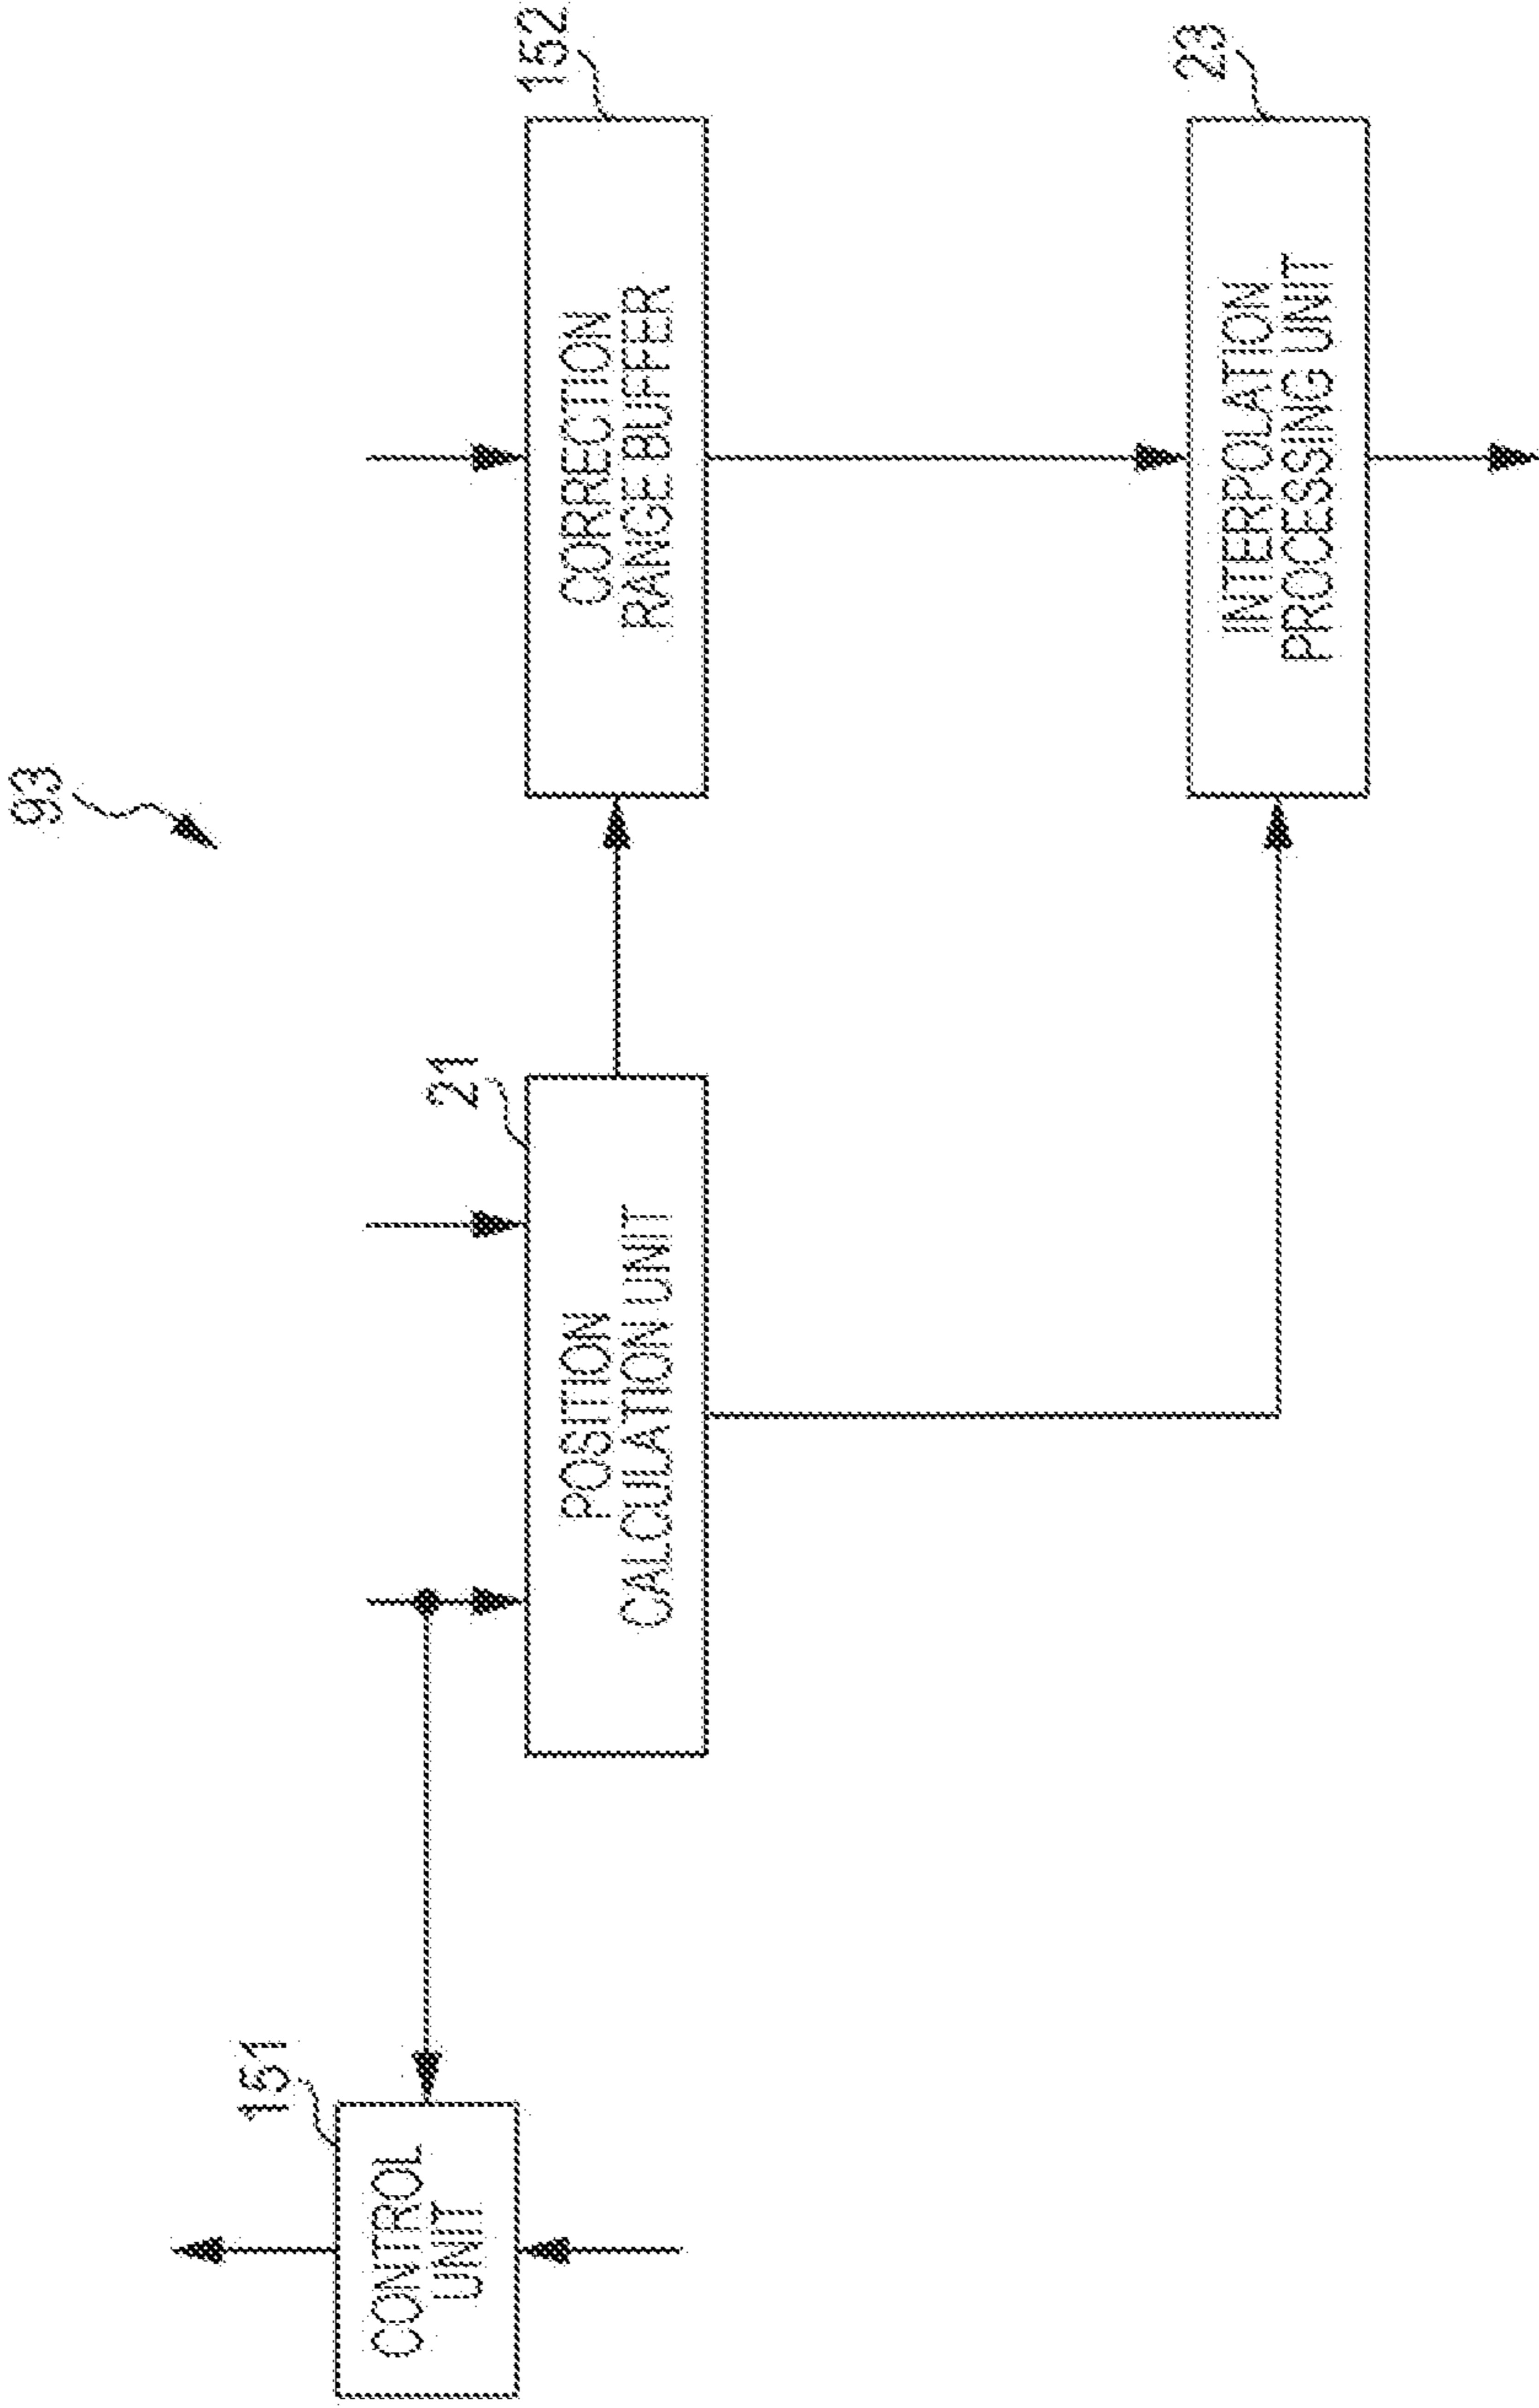 93
151
CONTROL
UNIT
21
POSITION
CALCULATION UNIT
152
CORRECTION
RANGE BUFFER
23
INTERPOLATION
PROCESSING UNIT